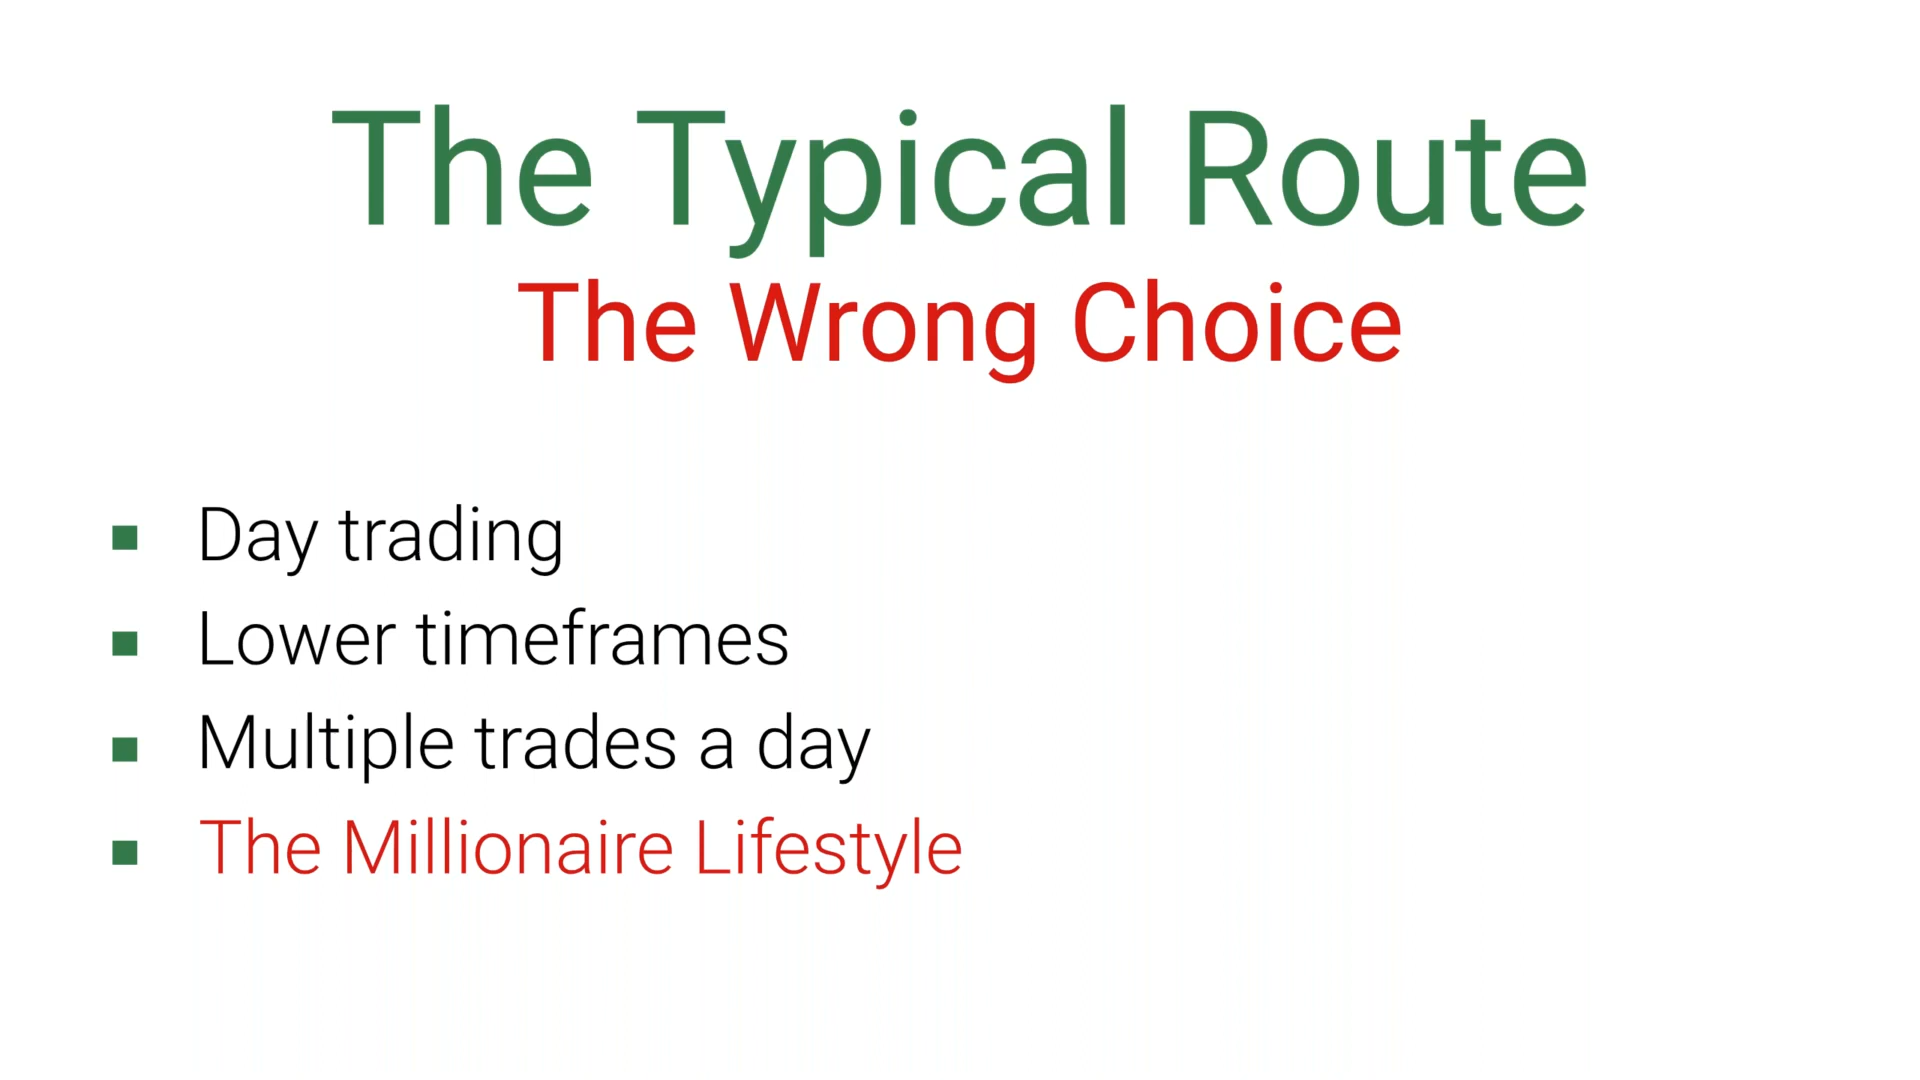 The Typical Route
The Wrong Choice
Day trading
Lower timeframes
Multiple trades a day
The Millionaire Lifestyle